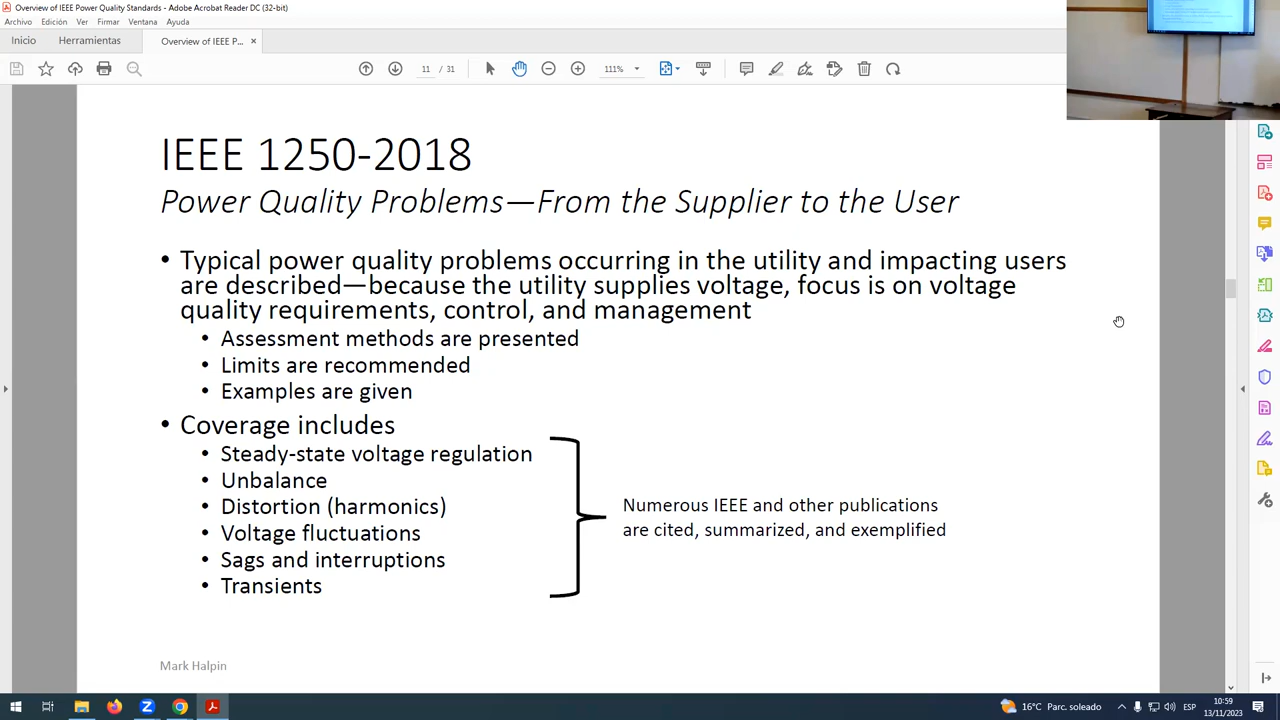 Overview of IEEE Power Quality Standards - Adobe Acrobat Reader DC (32-bit)
Archivo Edición Ver Firmar Ventana Ayuda
Inicio Herramientas Overview of IEEE P... ×
11 / 31 111%
IEEE 1250-2018
Power Quality Problems—From the Supplier to the User
• Typical power quality problems occurring in the utility and impacting users
are described—because the utility supplies voltage, focus is on voltage
quality requirements, control, and management
• Assessment methods are presented
• Limits are recommended
• Examples are given
• Coverage includes
• Steady-state voltage regulation
• Unbalance
• Distortion (harmonics)
• Voltage fluctuations
• Sags and interruptions
• Transients
Numerous IEEE and other publications
are cited, summarized, and exemplified
Mark Halpin
16°C Parc. soleado
ESP
10:59
13/11/2023